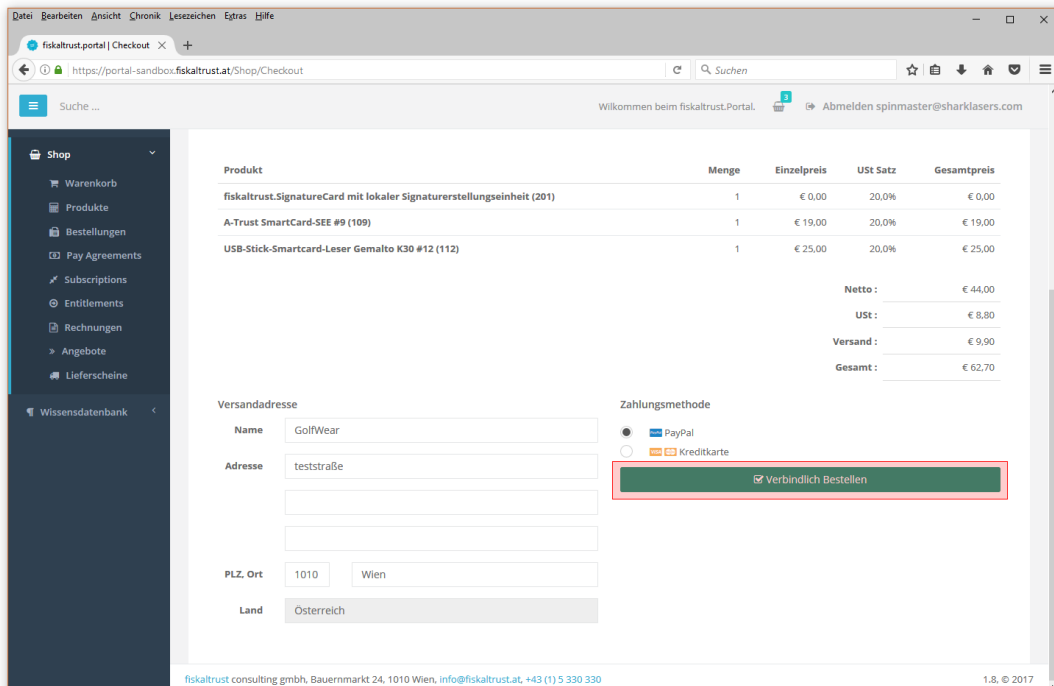 Datei Bearbeiten Ansicht Chronik Lesezeichen Extras Hilfe
fiskaltrust.portal | Checkout
https://portal-sandbox.fiskaltrust.at/Shop/Checkout
Suchen
Suche ...
Wilkommen beim fiskaltrust.Portal.
3
Abmelden spinmaster@sharklasers.com
Shop
Warenkorb
Produkte
Bestellungen
Pay Agreements
Subscriptions
Entitlements
Rechnungen
Angebote
Lieferscheine
Wissensdatenbank
Produkt Menge Einzelpreis USt Satz Gesamtpreis
fiskaltrust.SignatureCard mit lokaler Signaturerstellungseinheit (201) 1 € 0,00 20,0% € 0,00
A-Trust SmartCard-SEE #9 (109) 1 € 19,00 20,0% € 19,00
USB-Stick-Smartcard-Leser Gemalto K30 #12 (112) 1 € 25,00 20,0% € 25,00
Netto : € 44,00
USt : € 8,80
Versand : € 9,90
Gesamt : € 62,70
Versandadresse
Name GolfWear
Adresse teststraße
PLZ, Ort 1010 Wien
Land Österreich
Zahlungsmethode
PayPal
Kreditkarte
Verbindlich Bestellen
fiskaltrust consulting gmbh, Bauernmarkt 24, 1010 Wien, info@fiskaltrust.at, +43 (1) 5 330 330
1.8, © 2017